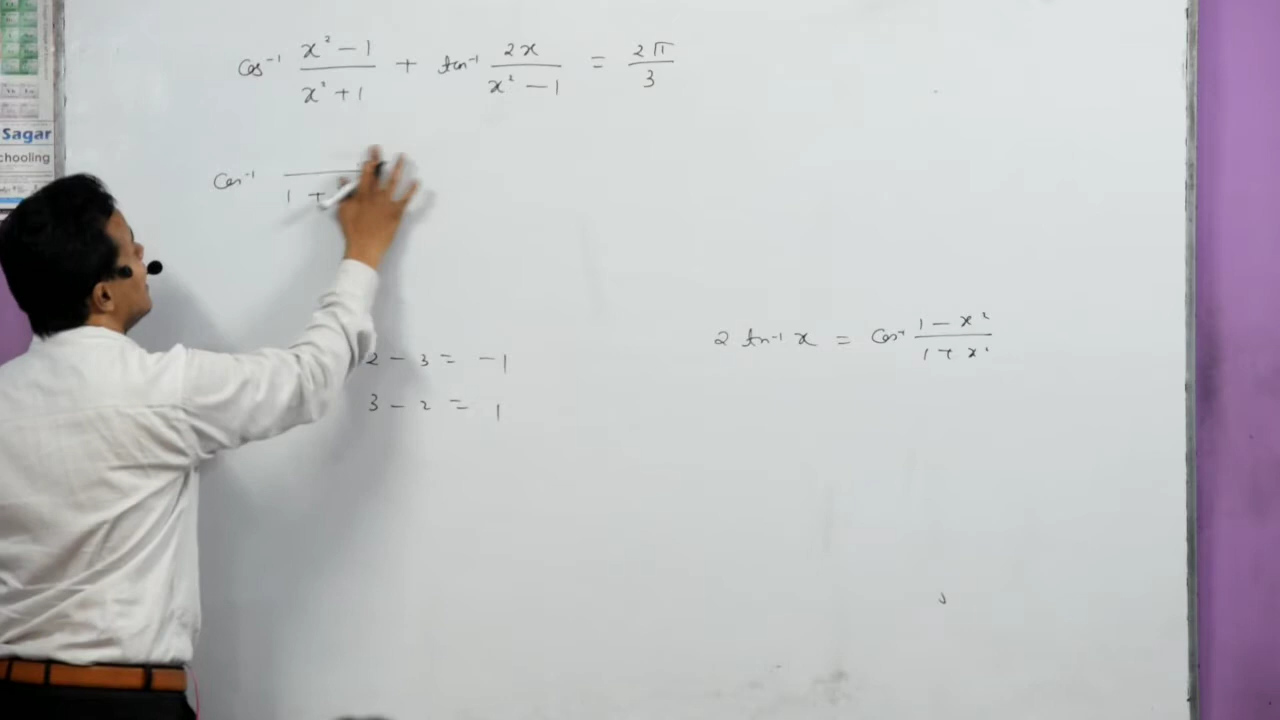 Sagar
chooling
cos⁻¹ (x² - 1)/(x² + 1) + tan⁻¹ 2x/(x² - 1) = 2π/3
cos⁻¹ 1 +
2 - 3 = -1
3 - 2 = 1
2 tan⁻¹ x = cos⁻¹ (1 - x²)/(1 + x²)